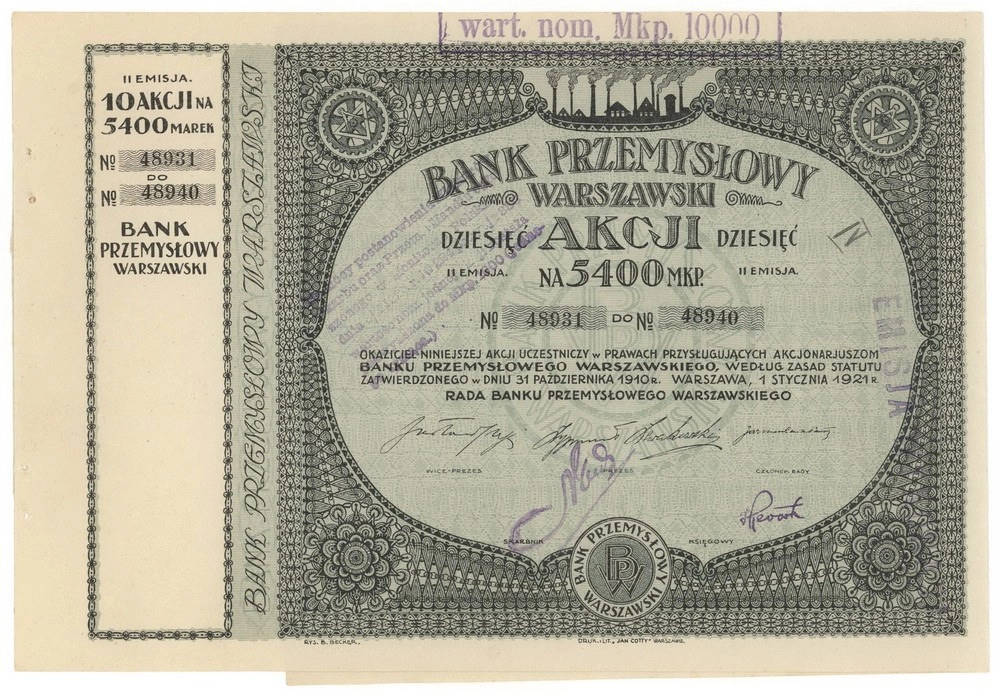 wart. nom. Mkp. 10000
II EMISJA.
10 AKCJI NA
5400 MAREK
No 48931
DO
No 48940
BANK
PRZEMYSŁOWY
WARSZAWSKI
BANK PRZEMYSŁOWY WARSZAWSKI
BANK PRZEMYSŁOWY
WARSZAWSKI
DZIESIĘĆ AKCJI DZIESIĘĆ
II EMISJA. NA 5400 MKP. II EMISJA.
No 48931 DO No 48940
EMISJA
OKAZICIEL NINIEJSZEJ AKCJI UCZESTNICZY W PRAWACH PRZYSŁUGUJĄCYCH AKCJONARJUSZOM
BANKU PRZEMYSŁOWEGO WARSZAWSKIEGO, WEDŁUG ZASAD STATUTU
ZATWIERDZONEGO W DNIU 31 PAŹDZIERNIKA 1910 R. WARSZAWA, 1 STYCZNIA 1921 R.
RADA BANKU PRZEMYSŁOWEGO WARSZAWSKIEGO
WICE-PREZES PREZES CZŁONEK RADY
SKARBNIK KSIĘGOWY
BANK PRZEMYSŁOWY WARSZAWSKI
BPW
RYS. B. BECKER. DRUK. I LIT. „JAN COTTY" WARSZAWIE